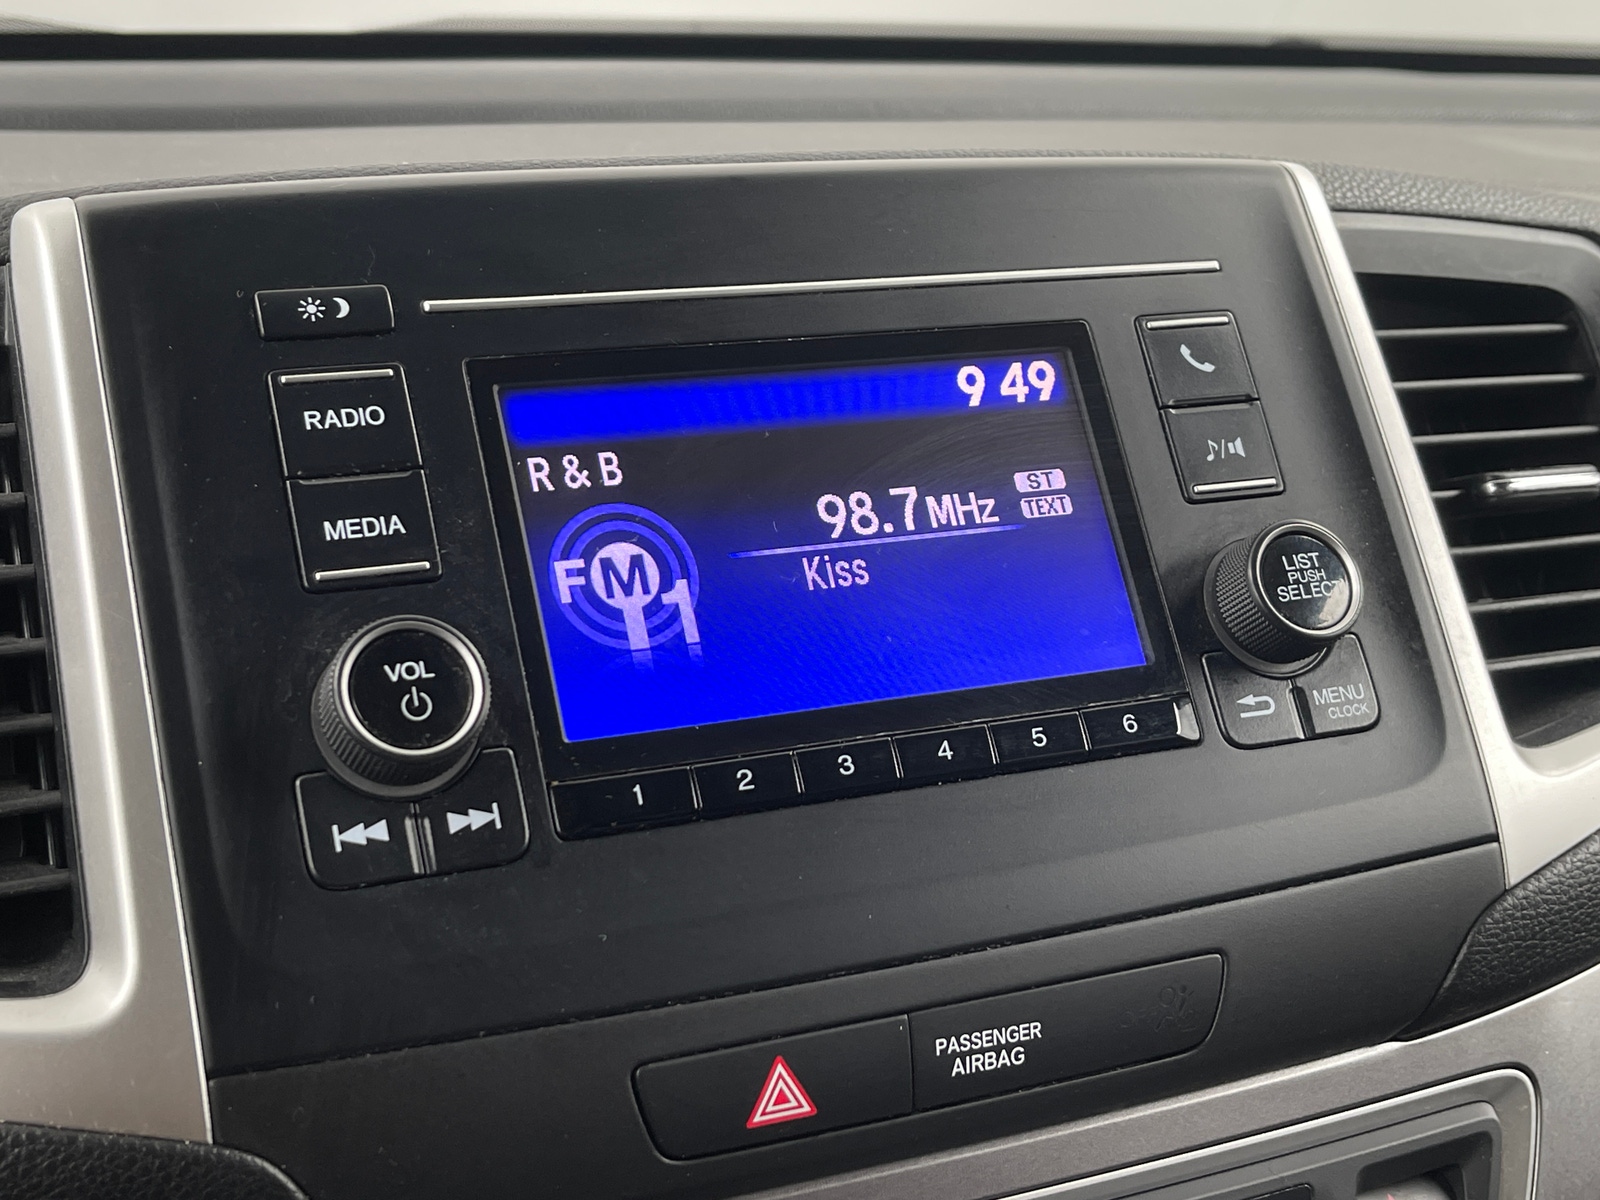 9 49
RADIO
R & B
98.7 MHz
ST
TEXT
MEDIA
FM 1
Kiss
LIST
PUSH
SELECT
VOL
MENU
CLOCK
1 2 3 4 5 6
PASSENGER
AIRBAG